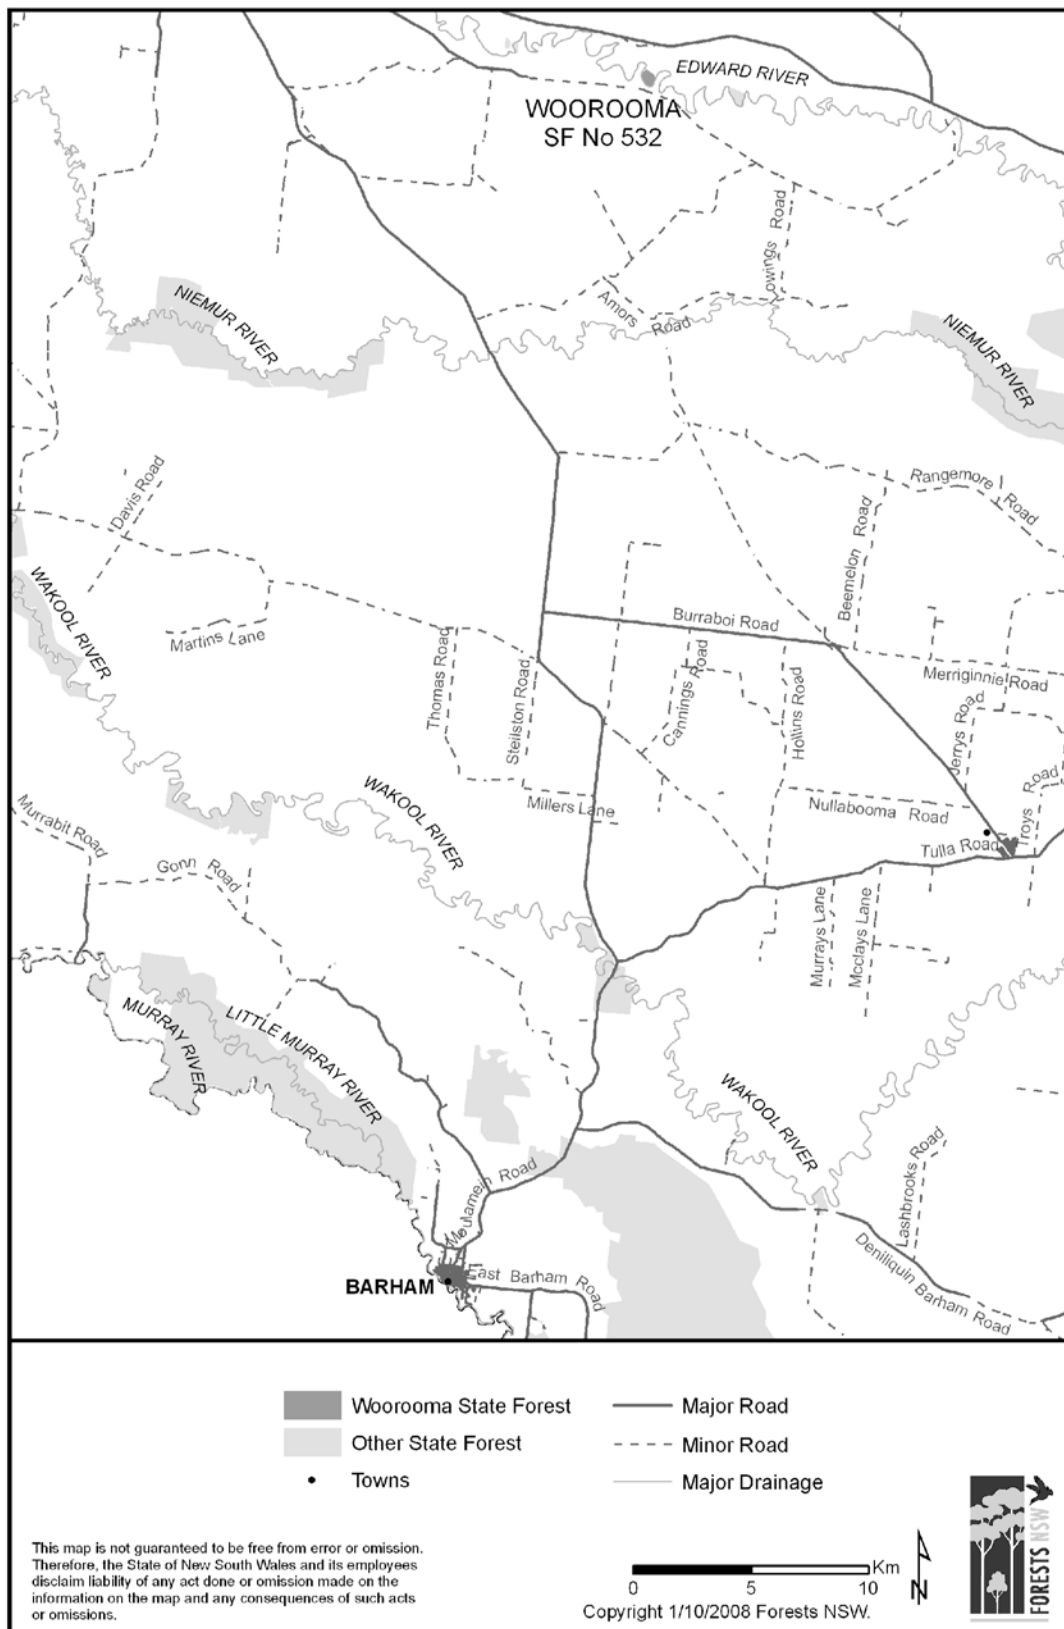 EDWARD RIVER
WOOROOMA
SF No 532
owings Road
Amors Road
NIEMUR RIVER
NIEMUR RIVER
Davis Road
Rangemore Road
Beemelon Road
WAKOOL RIVER
Martins Lane
Burraboi Road
Thomas Road
Steilston Road
Cannings Road
Hollins Road
Merriginnie Road
Jerrys Road
Millers Lane
Nullabooma Road
Troys Road
Tulla Road
WAKOOL RIVER
Murrabit Road
Gonn Road
Murrays Lane
Mcclays Lane
MURRAY RIVER
LITTLE MURRAY RIVER
WAKOOL RIVER
Lashbrooks Road
Moulamein Road
Deniliquin Barham Road
East Barham Road
BARHAM
Woorooma State Forest
Other State Forest
Towns
Major Road
Minor Road
Major Drainage
This map is not guaranteed to be free from error or omission.
Therefore, the State of New South Wales and its employees
disclaim liability of any act done or omission made on the
information on the map and any consequences of such acts
or omissions.
Km
0 5 10
Copyright 1/10/2008 Forests NSW.
N
FORESTS NSW